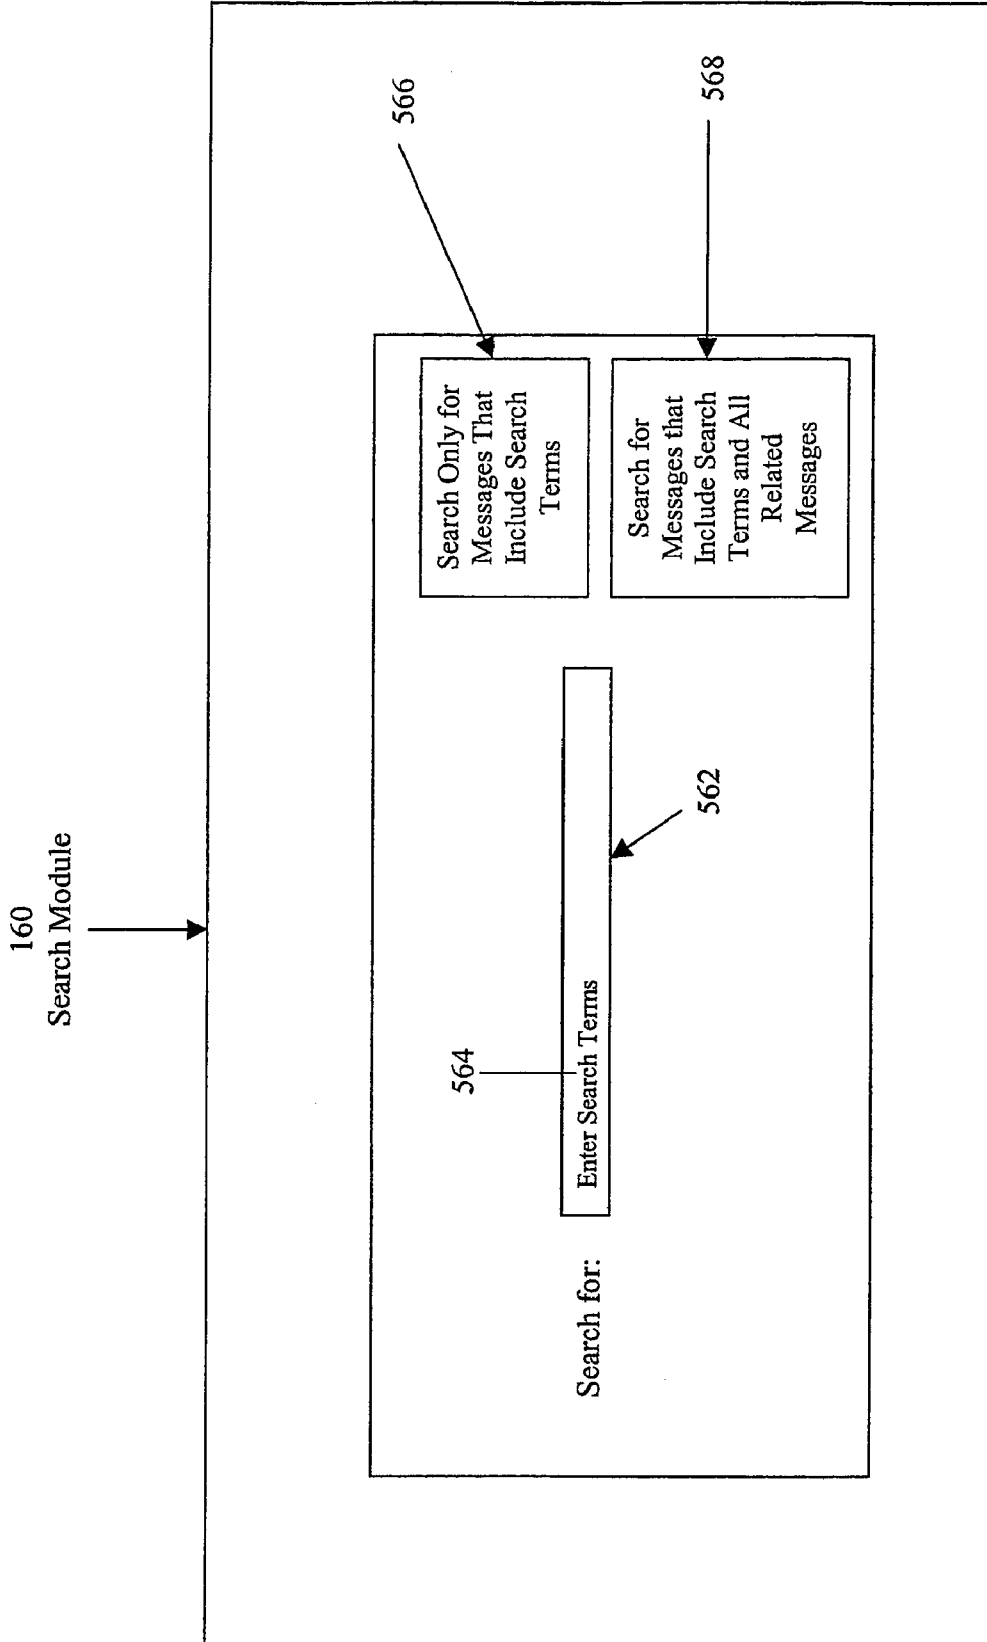 160
Search Module
Search for:
564
Enter Search Terms
562
Search Only for
Messages That
Include Search
Terms
566
Search for
Messages that
Include Search
Terms and All
Related
Messages
568